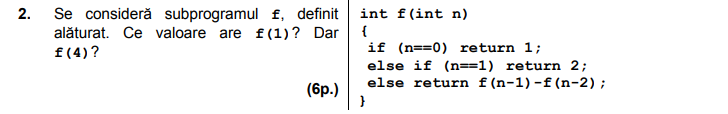 2. Se consideră subprogramul f, definit
alăturat. Ce valoare are f(1)? Dar
f(4)?
(6p.)
int f(int n)
{
if (n==0) return 1;
else if (n==1) return 2;
else return f(n-1)-f(n-2);
}